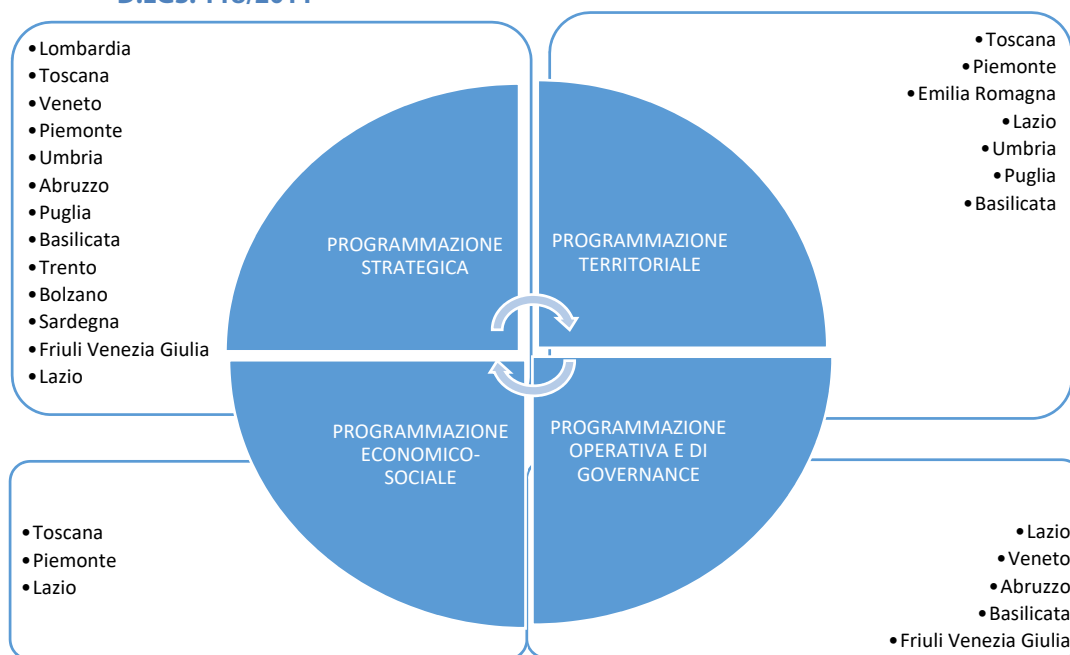 •Lombardia
•Toscana
•Veneto
•Piemonte
•Umbria
•Abruzzo
•Puglia
•Basilicata
•Trento
•Bolzano
•Sardegna
•Friuli Venezia Giulia
•Lazio
PROGRAMMAZIONE
STRATEGICA
•Toscana
•Piemonte
•Emilia Romagna
•Lazio
•Umbria
•Puglia
•Basilicata
PROGRAMMAZIONE
TERRITORIALE
•Toscana
•Piemonte
•Lazio
PROGRAMMAZIONE
ECONOMICO-
SOCIALE
PROGRAMMAZIONE
OPERATIVA E DI
GOVERNANCE
•Lazio
•Veneto
•Abruzzo
•Basilicata
•Friuli Venezia Giulia